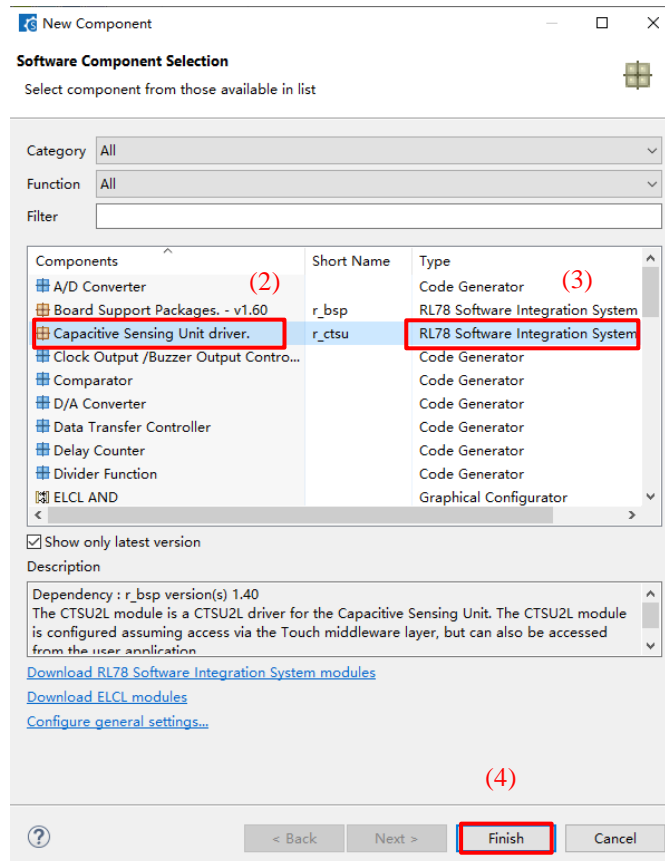 New Component
Software Component Selection
Select component from those available in list
Category All
Function All
Filter
Components Short Name Type
(2) (3)
A/D Converter Code Generator
Board Support Packages. - v1.60 r_bsp RL78 Software Integration System
Capacitive Sensing Unit driver. r_ctsu RL78 Software Integration System
Clock Output /Buzzer Output Contro... Code Generator
Comparator Code Generator
D/A Converter Code Generator
Data Transfer Controller Code Generator
Delay Counter Code Generator
Divider Function Code Generator
ELCL AND Graphical Configurator
Show only latest version
Description
Dependency : r_bsp version(s) 1.40
The CTSU2L module is a CTSU2L driver for the Capacitive Sensing Unit. The CTSU2L module
is configured assuming access via the Touch middleware layer, but can also be accessed
from the user application
Download RL78 Software Integration System modules
Download ELCL modules
Configure general settings...
(4)
? < Back Next > Finish Cancel